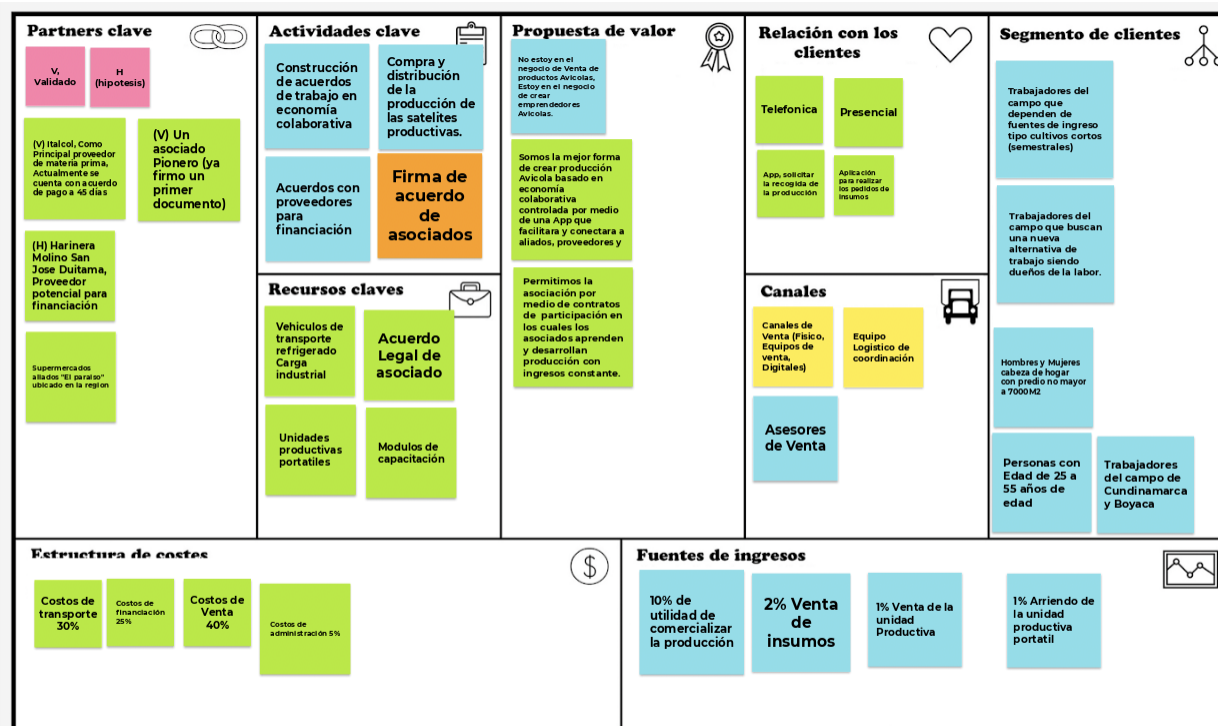 Partners clave
V,
Validado
H
(hipotesis)
(V) Italcol, Como
Principal proveedor
de materia prima,
Actualmente se
cuenta con acuerdo
de pago a 45 dias
(V) Un
asociado
Pionero (ya
firmo un
primer
documento)
(H) Harinera
Molino San
Jose Duitama,
Proveedor
potencial para
financiación
Supermercados
aliados "El paraiso"
ubicado en la region
Actividades clave
Construcción
de acuerdos
de trabajo en
economía
colaborativa
Compra y
distribución
de la
producción de
las satelites
productivas.
Acuerdos con
proveedores
para
financiación
Firma de
acuerdo
de
asociados
Recursos claves
Vehiculos de
transporte
refrigerado
Carga
industrial
Acuerdo
Legal de
asociado
Unidades
productivas
portatiles
Modulos de
capacitación
Propuesta de valor
No estoy en el
negocio de Venta de
productos Avicolas,
Estoy en el negocio
de crear
emprendedores
Avicolas.
Somos la mejor forma
de crear producción
Avicola basado en
economía
colaborativa
controlada por medio
de una App que
facilitara y conectara a
aliados, proveedores y
Permitimos la
asociación por
medio de contratos
de participación en
los cuales los
asociados aprenden
y desarrollan
producción con
ingresos constante.
Relación con los
clientes
Telefonica
Presencial
App, solicitar
la recogida de
la producción
Aplicación
para realizar
los pedidos de
insumos
Canales
Canales de
Venta (Fisico,
Equipos de
venta,
Digitales)
Equipo
Logistico de
coordinación
Asesores
de Venta
Segmento de clientes
Trabajadores del
campo que
dependen de
fuentes de ingreso
tipo cultivos cortos
(semestrales)
Trabajadores del
campo que buscan
una nueva
alternativa de
trabajo siendo
dueños de la labor.
Hombres y Mujeres
cabeza de hogar
con predio no mayor
a 7000M2
Personas con
Edad de 25 a
55 años de
edad
Trabajadores
del campo de
Cundinamarca
y Boyaca
Estructura de costes
Costos de
transporte
30%
Costos de
financiación
25%
Costos de
Venta
40%
Costos de
administración 5%
Fuentes de ingresos
10% de
utilidad de
comercializar
la producción
2% Venta
de
insumos
1% Venta de la
unidad
Productiva
1% Arriendo de
la unidad
productiva
portatil